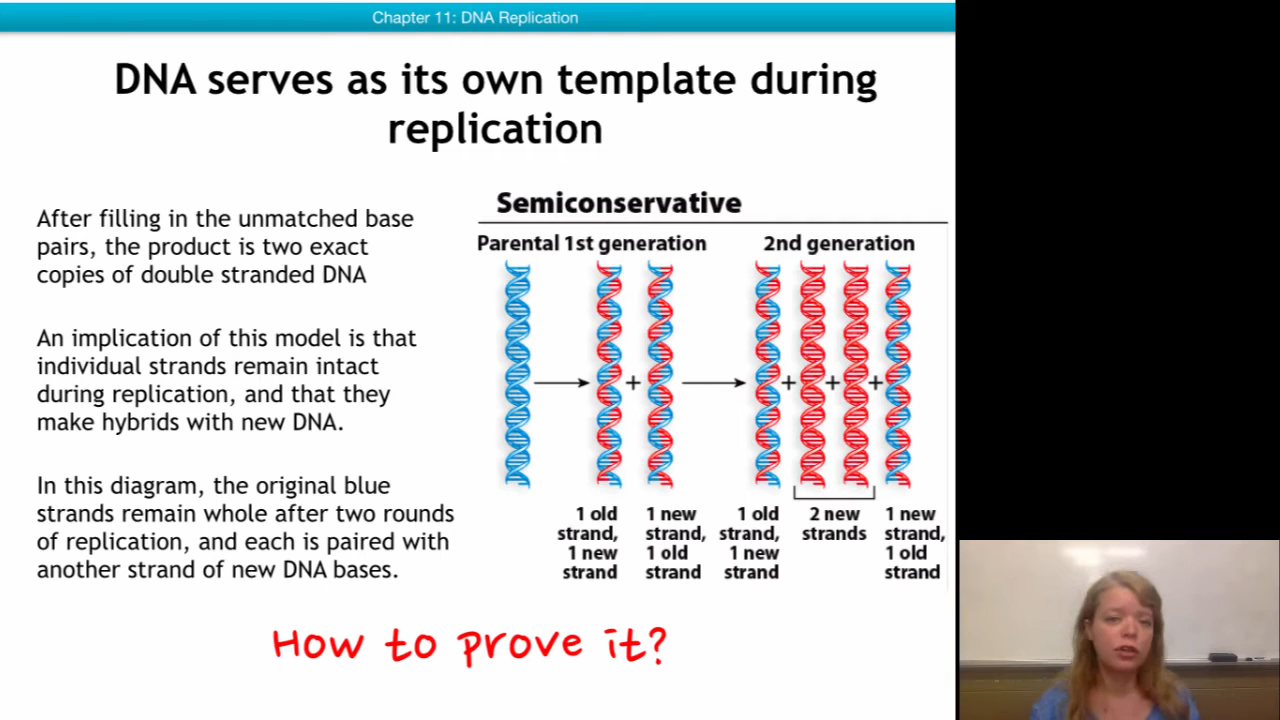 Chapter 11: DNA Replication
DNA serves as its own template during
replication
After filling in the unmatched base
pairs, the product is two exact
copies of double stranded DNA
An implication of this model is that
individual strands remain intact
during replication, and that they
make hybrids with new DNA.
In this diagram, the original blue
strands remain whole after two rounds
of replication, and each is paired with
another strand of new DNA bases.
Semiconservative
Parental 1st generation 2nd generation
+ + + +
1 old strand, 1 new strand
1 new strand, 1 old strand
1 old strand, 1 new strand
2 new strands
1 new strand, 1 old strand
How to prove it?